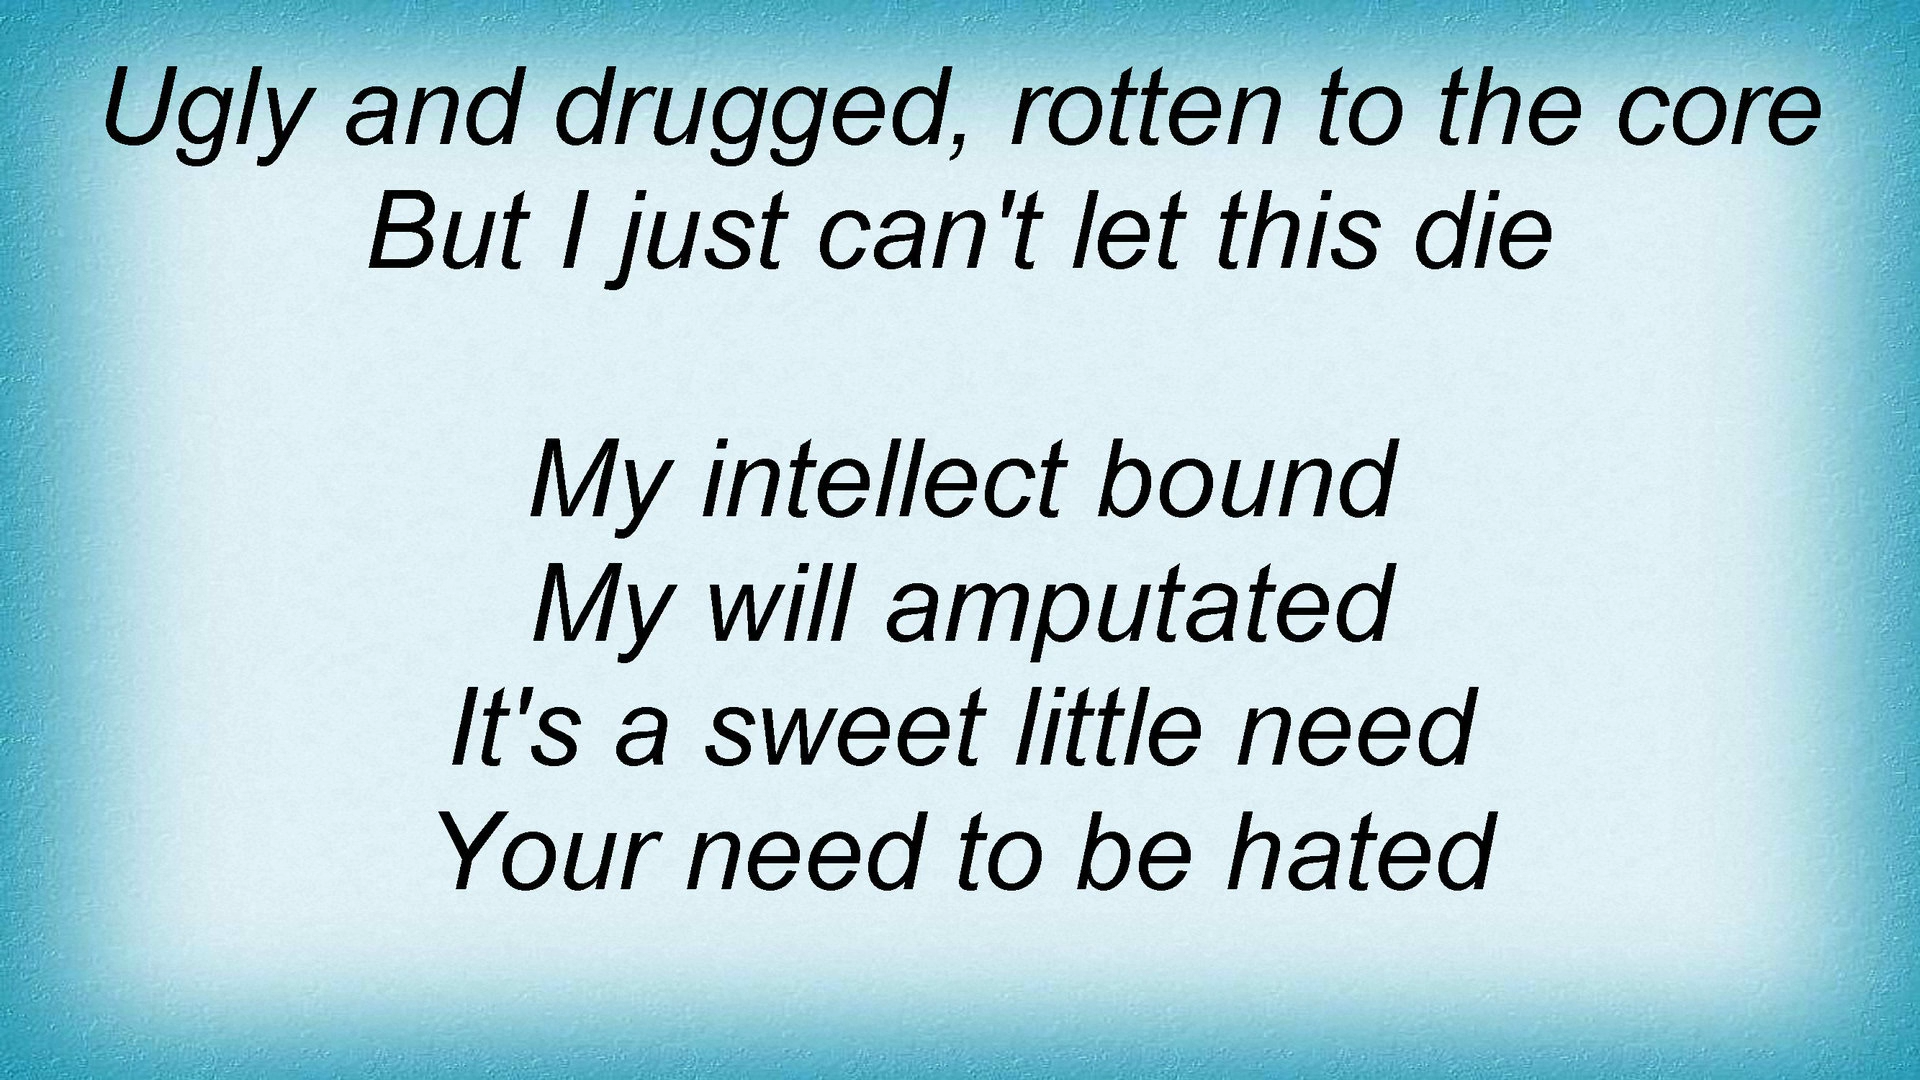 Ugly and drugged, rotten to the core
But I just can't let this die
My intellect bound
My will amputated
It's a sweet little need
Your need to be hated